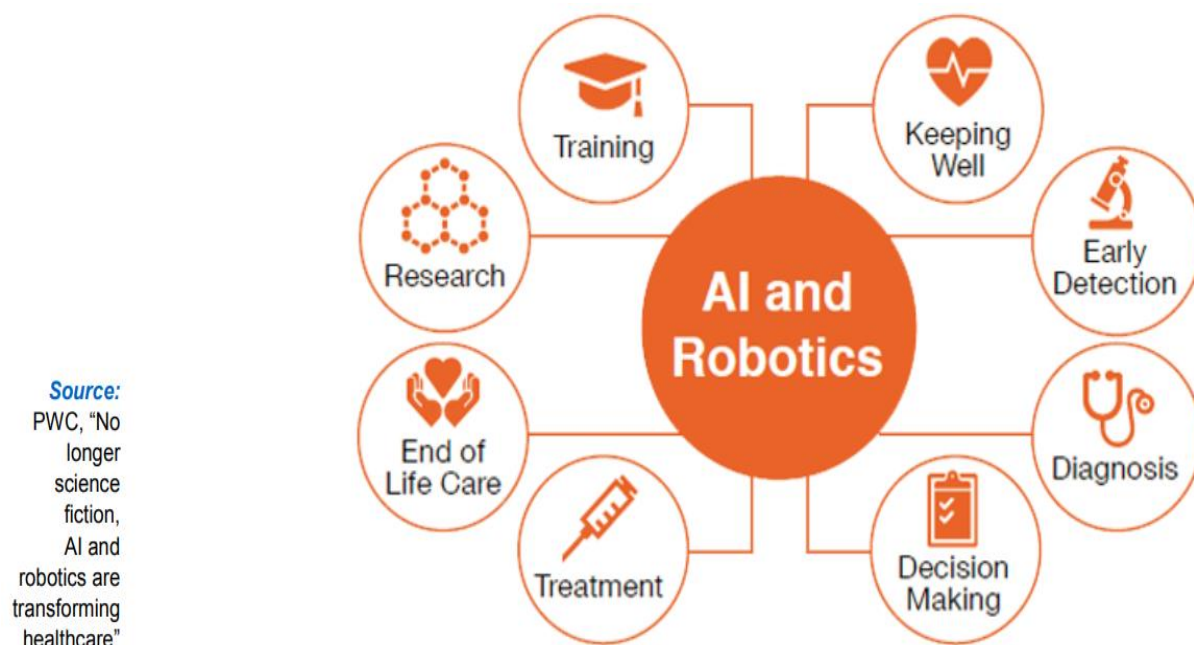 Training
Keeping
Well
Research
Early
Detection
AI and
Robotics
End of
Life Care
Diagnosis
Treatment
Decision
Making
Source:
PWC, “No
longer
science
fiction,
AI and
robotics are
transforming
healthcare”